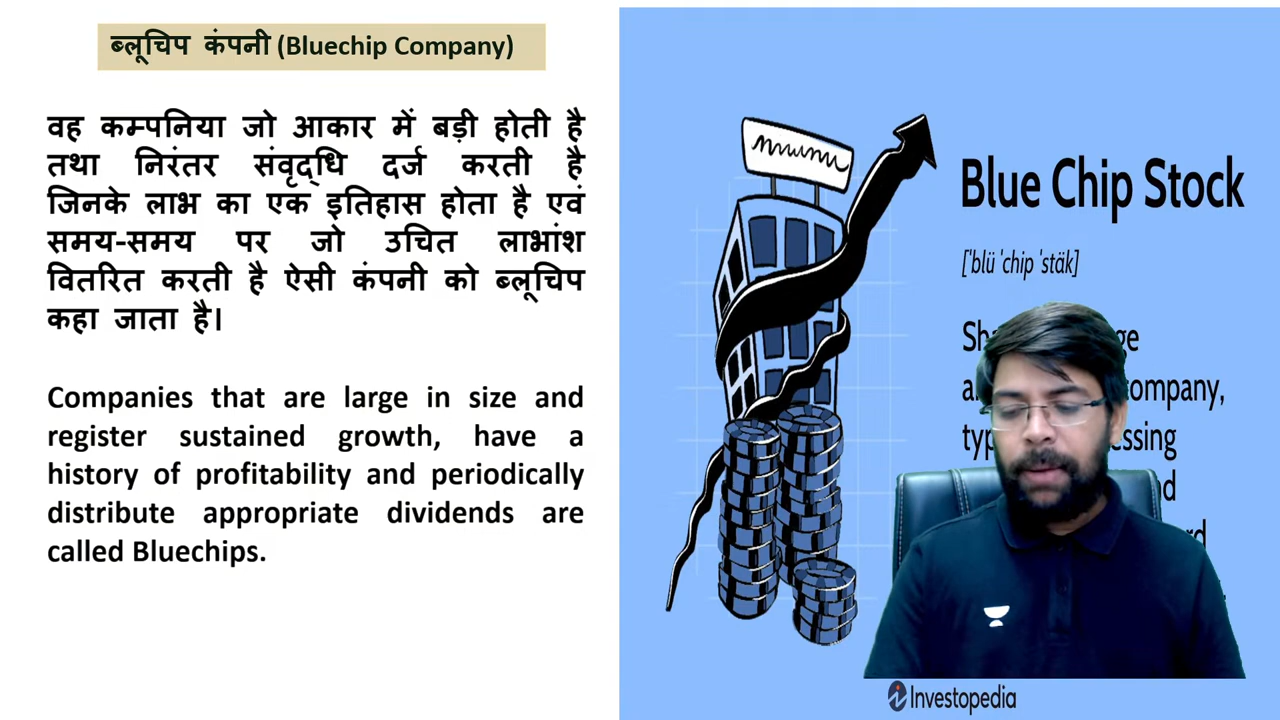 ब्लूचिप कंपनी (Bluechip Company)
वह कम्पनिया जो आकार में बड़ी होती है
तथा निरंतर संवृद्धि दर्ज करती है
जिनके लाभ का एक इतिहास होता है एवं
समय-समय पर जो उचित लाभांश
वितरित करती है ऐसी कंपनी को ब्लूचिप
कहा जाता है।
Companies that are large in size and
register sustained growth, have a
history of profitability and periodically
distribute appropriate dividends are
called Bluechips.
Blue Chip Stock
['blü 'chip 'stäk]
company,
Investopedia